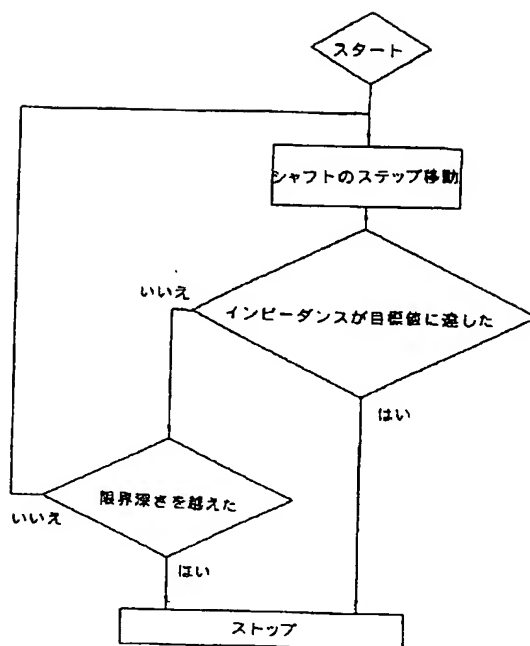 スタート
シャフトのステップ移動
いいえ
インピーダンスが目標値に達した
はい
限界深さを越えた
いいえ
はい
ストップ